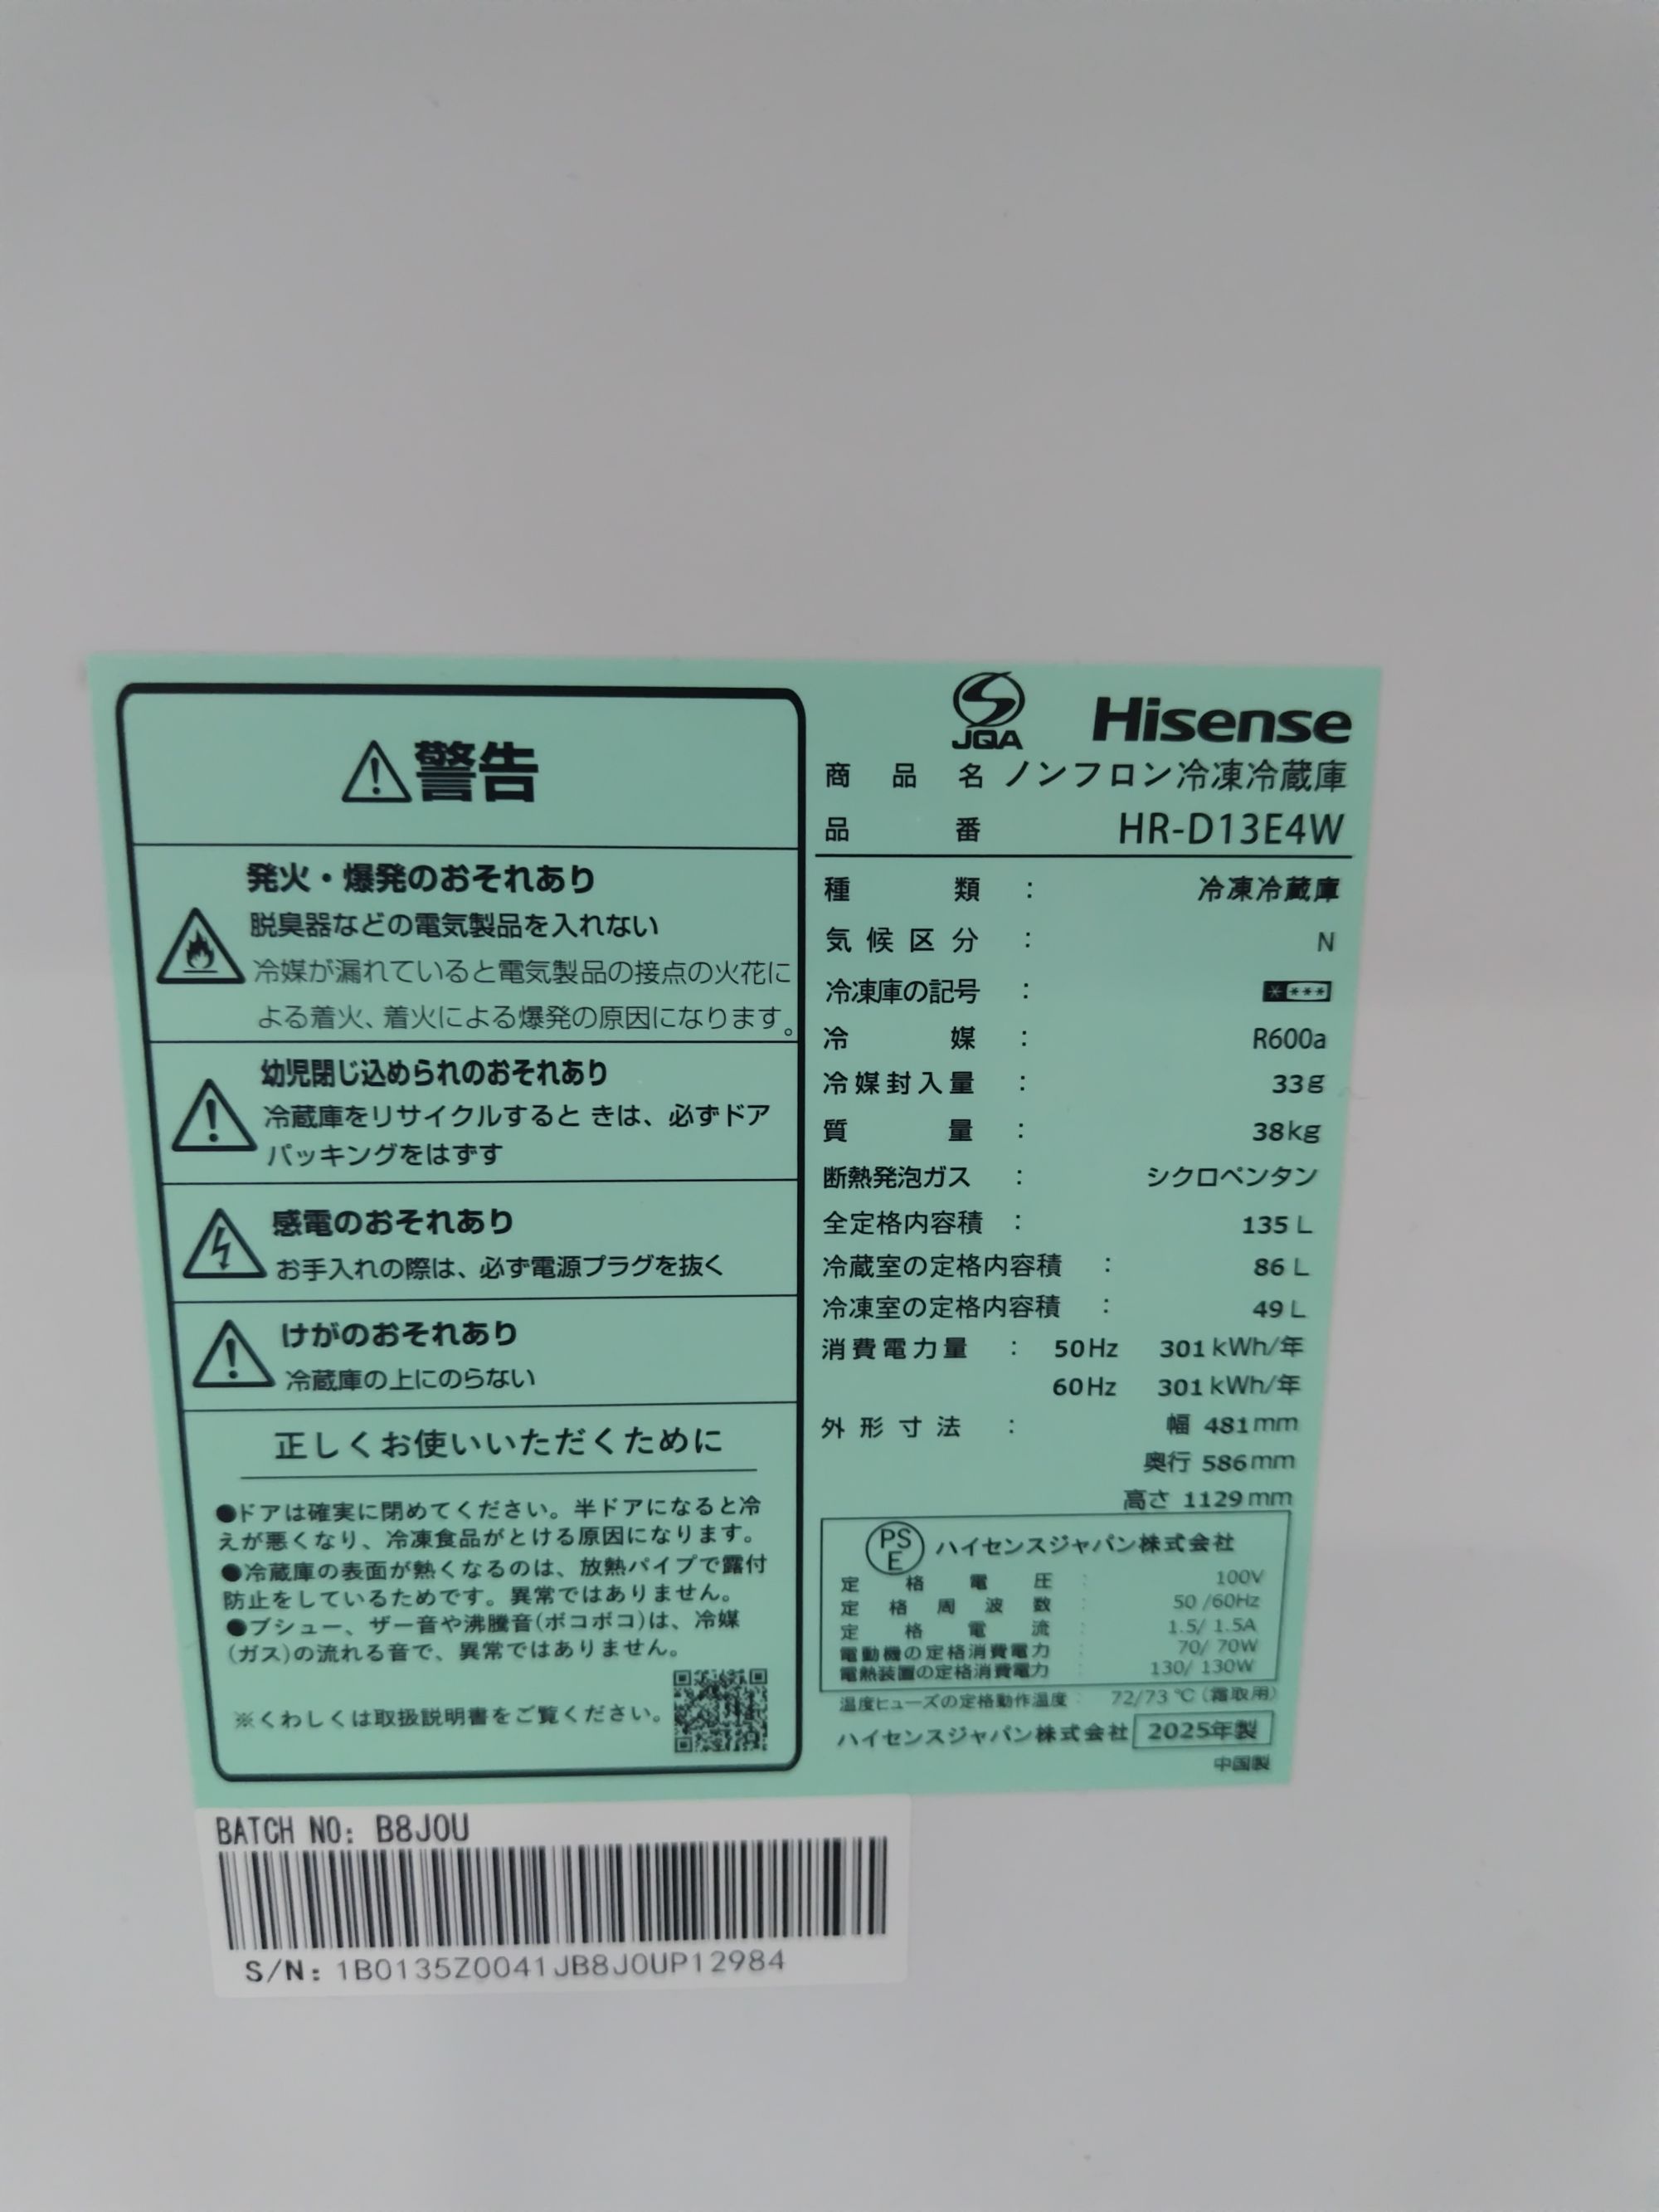 警告
発火・爆発のおそれあり
脱臭器などの電気製品を入れない
冷媒が漏れていると電気製品の接点の火花に
よる着火、着火による爆発の原因になります。
幼児閉じ込められのおそれあり
冷蔵庫をリサイクルすると きは、必ずドア
パッキングをはずす
感電のおそれあり
お手入れの際は、必ず電源プラグを抜く
けがのおそれあり
冷蔵庫の上にのらない
正しくお使いいただくために
●ドアは確実に閉めてください。半ドアになると冷
えが悪くなり、冷凍食品がとける原因になります。
●冷蔵庫の表面が熱くなるのは、放熱パイプで露付
防止をしているためです。異常ではありません。
●ブシュー、ザー音や沸騰音(ボコボコ)は、冷媒
(ガス)の流れる音で、異常ではありません。
※くわしくは取扱説明書をご覧ください。
JQA Hisense
商品名 ノンフロン冷凍冷蔵庫
品番 HR-D13E4W
種類 : 冷凍冷蔵庫
気候区分 : N
冷凍庫の記号 : ****
冷媒 : R600a
冷媒封入量 : 33g
質量 : 38kg
断熱発泡ガス : シクロペンタン
全定格内容積 : 135 L
冷蔵室の定格内容積 : 86 L
冷凍室の定格内容積 : 49 L
消費電力量 : 50Hz 301 kWh/年
60Hz 301 kWh/年
外形寸法 : 幅 481mm
奥行 586mm
高さ 1129mm
PSE ハイセンスジャパン株式会社
定格電圧 : 100V
定格周波数 : 50 /60Hz
定格電流 : 1.5/ 1.5A
電動機の定格消費電力 : 70/ 70W
電熱装置の定格消費電力 : 130/ 130W
温度ヒューズの定格動作温度 : 72/73 ℃ (霜取用)
ハイセンスジャパン株式会社 2025年製
中国製
BATCH NO: B8J0U
S/N: 1B0135Z0041JB8J0UP12984